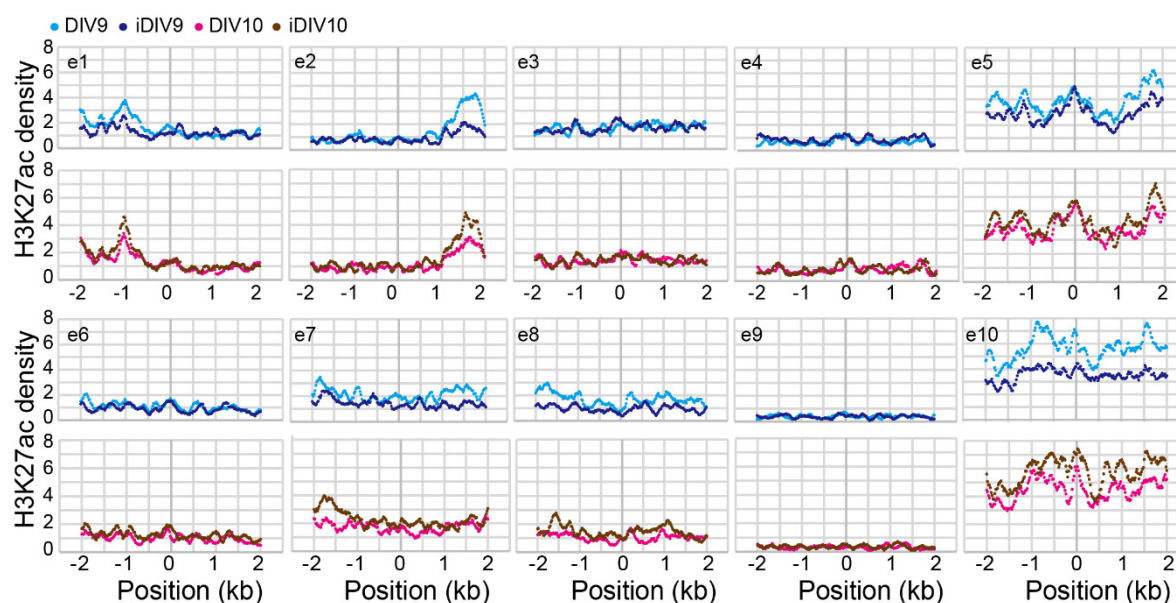 DIV9 iDIV9 DIV10 iDIV10
H3K27ac density
8
6
4
2
0
e1
e2
e3
e4
e5
8
6
4
2
0
-2 -1 0 1 2
-2 -1 0 1 2
-2 -1 0 1 2
-2 -1 0 1 2
-2 -1 0 1 2
H3K27ac density
8
6
4
2
0
e6
e7
e8
e9
e10
8
6
4
2
0
-2 -1 0 1 2
-2 -1 0 1 2
-2 -1 0 1 2
-2 -1 0 1 2
-2 -1 0 1 2
Position (kb)
Position (kb)
Position (kb)
Position (kb)
Position (kb)